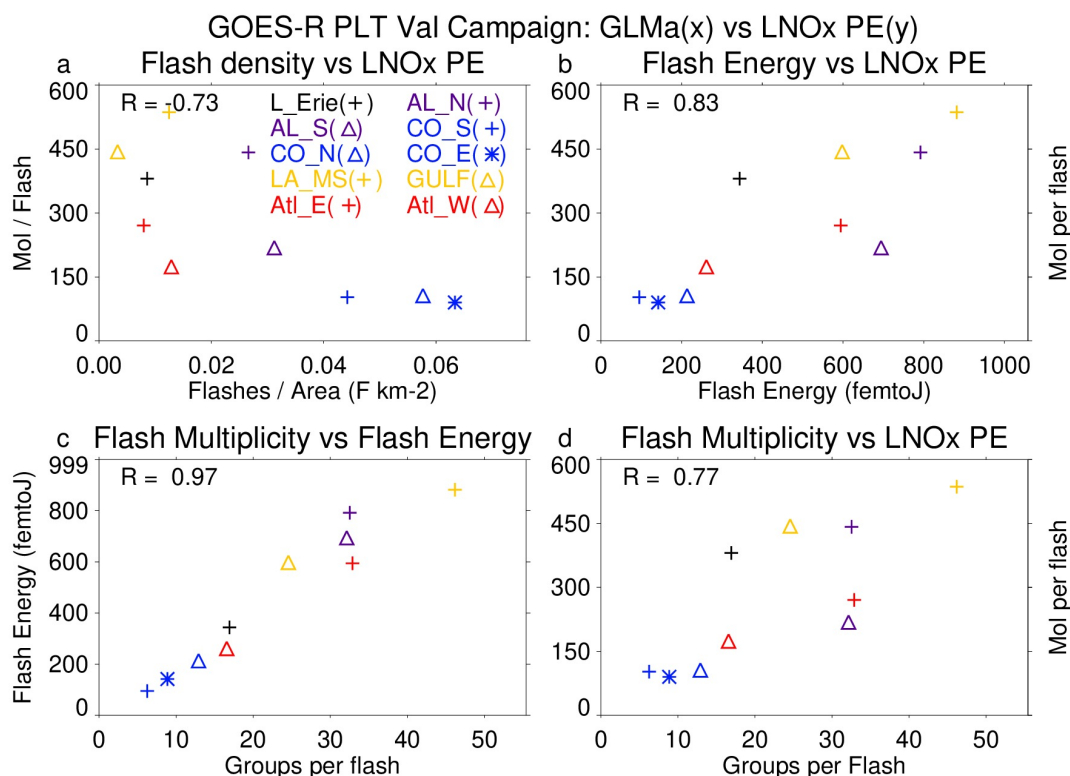 GOES-R PLT Val Campaign: GLMa(x) vs LNOx PE(y)
a Flash density vs LNOx PE
b Flash Energy vs LNOx PE
600
450
300
150
0
Mol / Flash
R = -0.73
L_Erie(+) AL_N(+)
AL_S(△) CO_S(+)
CO_N(△) CO_E(✳)
LA_MS(+) GULF(△)
Atl_E( +) Atl_W(△)
0.00 0.02 0.04 0.06
Flashes / Area (F km-2)
600
450
300
150
0
R = 0.83
Mol per flash
0 200 400 600 800 1000
Flash Energy (femtoJ)
c Flash Multiplicity vs Flash Energy
d Flash Multiplicity vs LNOx PE
999
800
600
400
200
0
Flash Energy (femtoJ)
R = 0.97
0 10 20 30 40 50
Groups per flash
600
450
300
150
0
R = 0.77
Mol per flash
0 10 20 30 40 50
Groups Per Flash